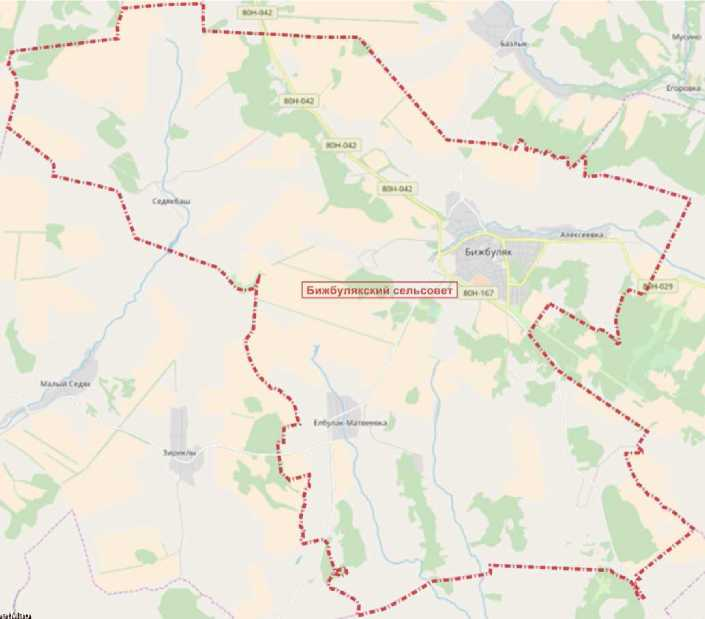 80Н-042
Базлык
Мусино
Егоровка
80Н-042
80Н-042
80Н-042
Седякбаш
Алексеевка
Бижбуляк
80Н-029
Бижбулякский сельсовет
80Н-167
Малый Седяк
Елбулак-Матвеевка
Зириклы